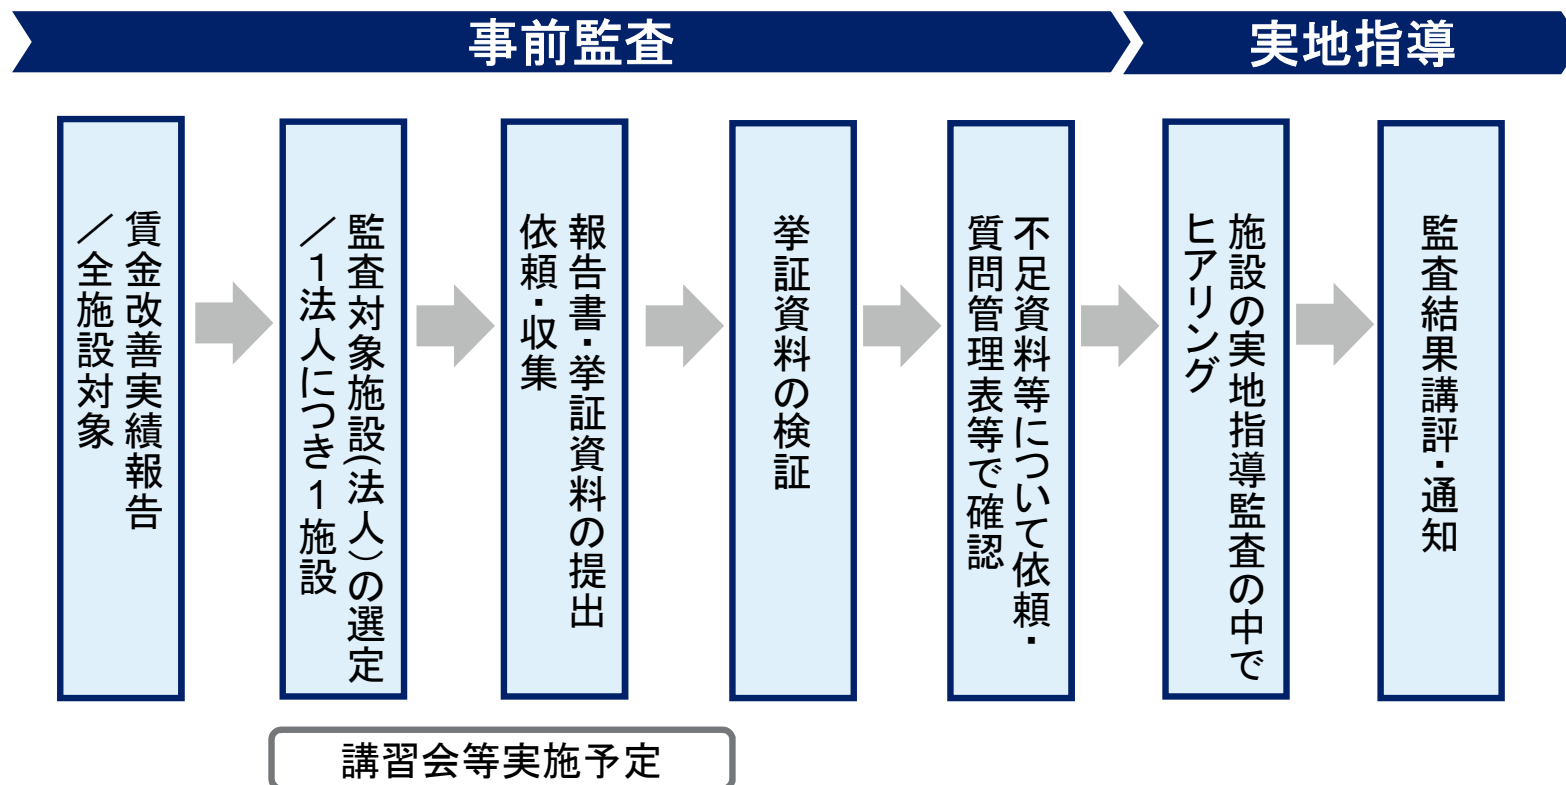 事前監査
実地指導
賃金改善実績報告
／全施設対象
監査対象施設(法人)の選定
／１法人につき１施設
報告書・挙証資料の提出
依頼・収集
挙証資料の検証
不足資料等について依頼・
質問管理表等で確認
施設の実地指導監査の中で
ヒアリング
監査結果講評・通知
講習会等実施予定